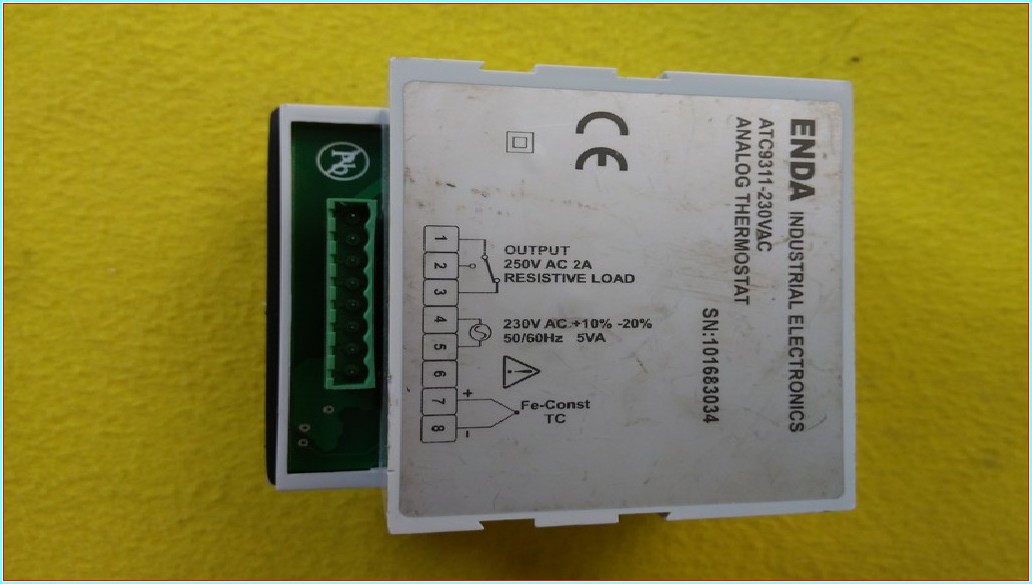 ENDA INDUSTRIAL ELECTRONICS
ATC9311-230VAC
ANALOG THERMOSTAT
SN:101683034
CE
Pb
1
2
3
4
5
6
7
8
OUTPUT
250V AC 2A
RESISTIVE LOAD
230V AC +10% -20%
50/60Hz 5VA
+
Fe-Const
TC
-